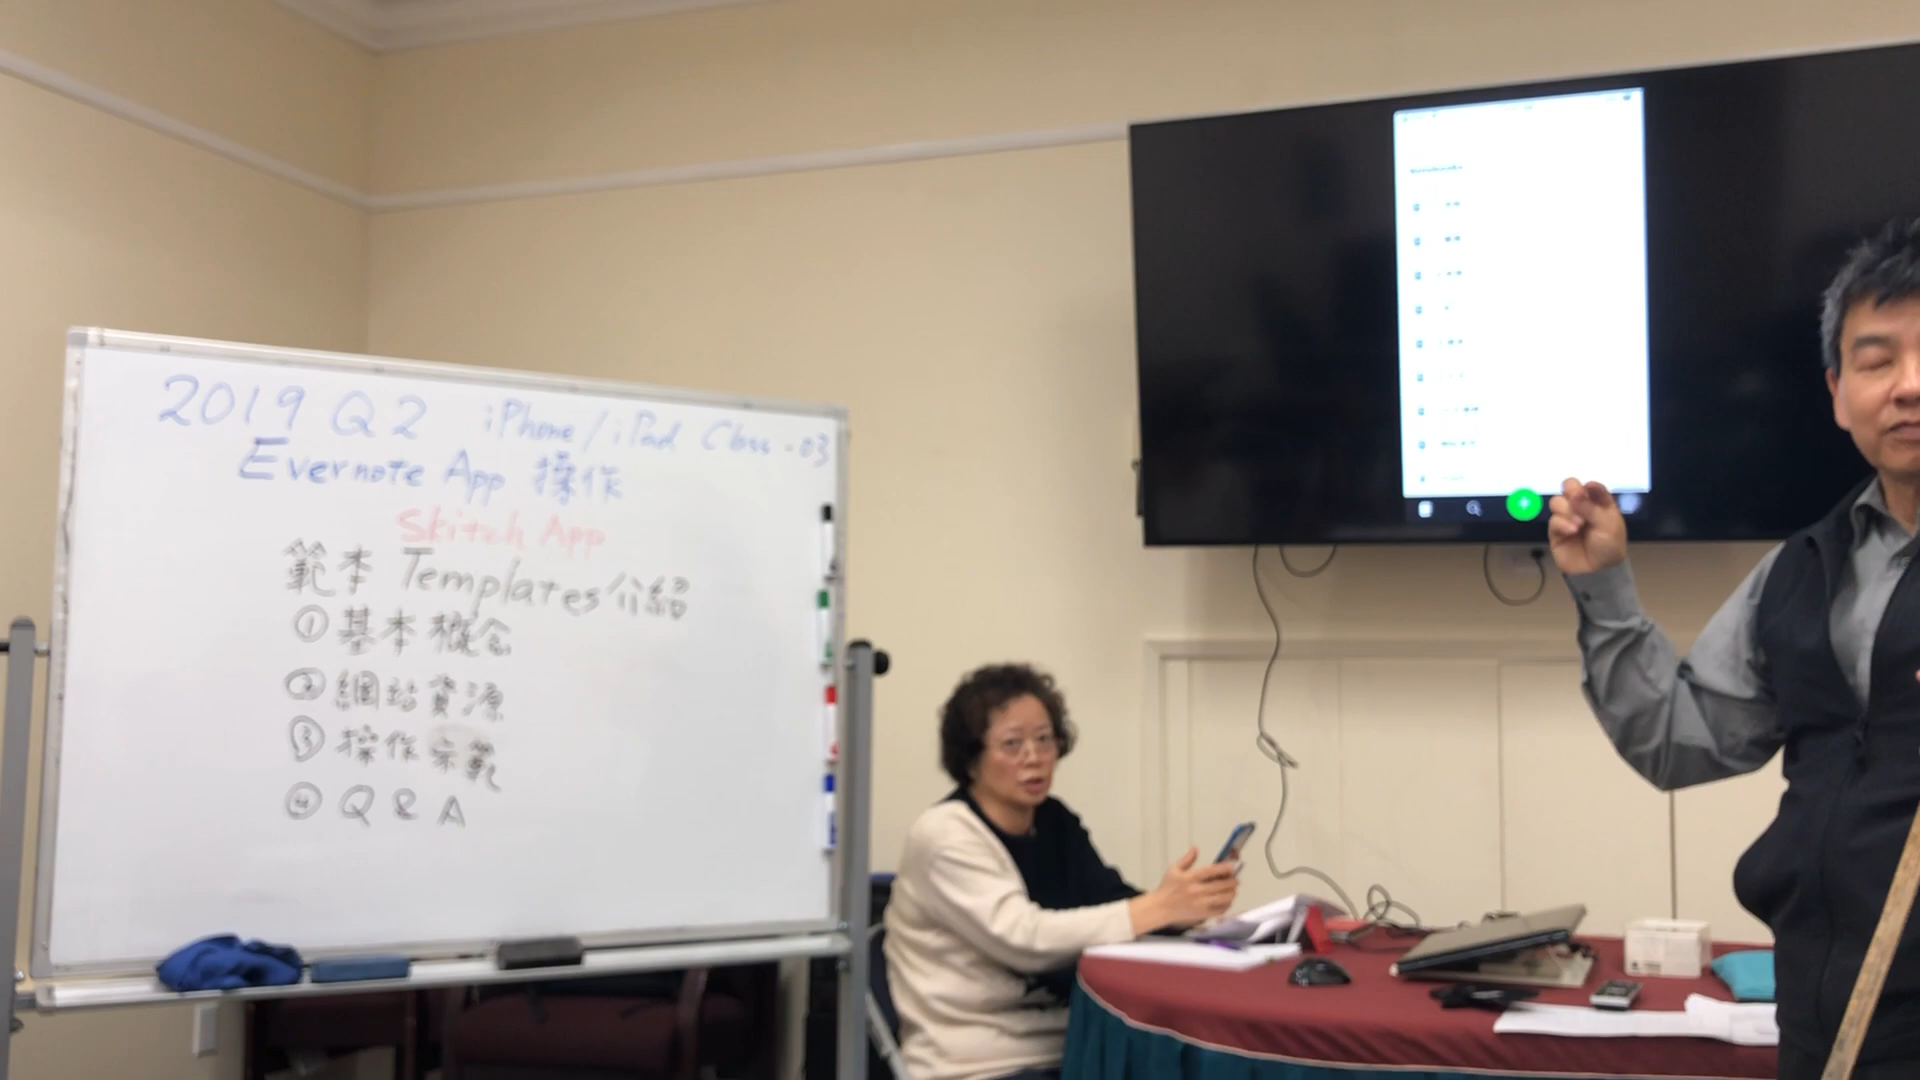 2019 Q2 iPhone/iPad Class-03
Evernote App 操作
Skitch App
範本 Templates 介紹
① 基本概念
② 網站資源
③ 操作示範
④ Q & A